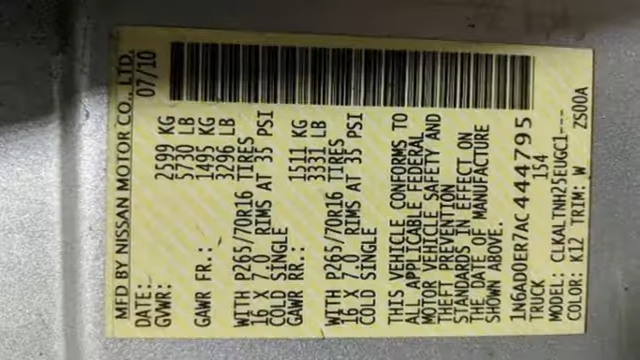 MFD BY NISSAN MOTOR CO., LTD.
DATE: 07/10
GVWR: 2599 KG
5730 LB
GAWR FR.: 1495 KG
3296 LB
WITH P265/70R16 TIRES
16 X 7.0 RIMS AT 35 PSI
COLD SINGLE
GAWR RR.: 1511 KG
3331 LB
WITH P265/70R16 TIRES
16 X 7.0 RIMS AT 35 PSI
COLD SINGLE
THIS VEHICLE CONFORMS TO
ALL APPLICABLE FEDERAL
MOTOR VEHICLE SAFETY AND
THEFT PREVENTION
STANDARDS IN EFFECT ON
THE DATE OF MANUFACTURE
SHOWN ABOVE.
1N6AD0ER7AC444795
TRUCK 154
MODEL: CLKALTNH25EUGC1---
COLOR: K12 TRIM: W ZS00A